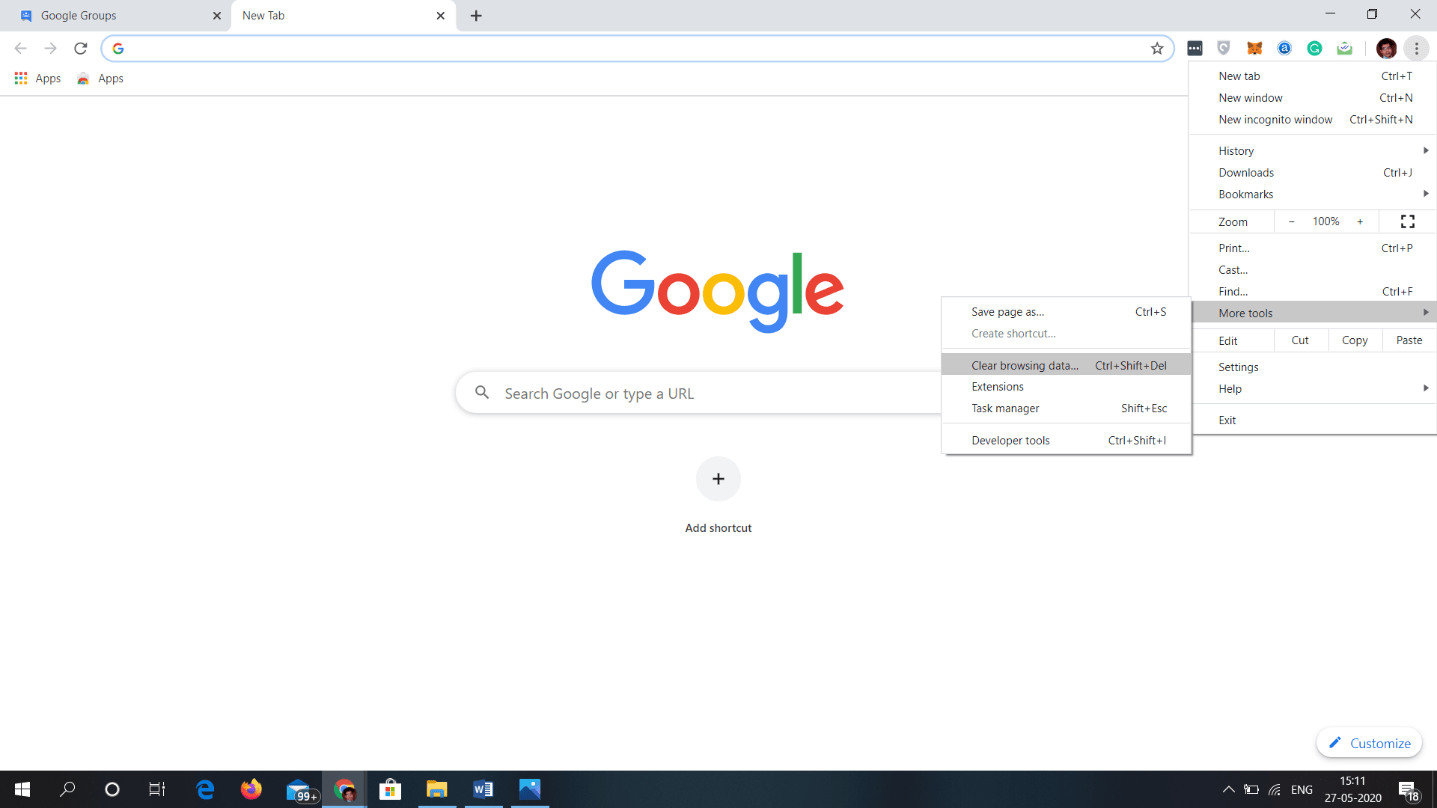 Google Groups
New Tab
Apps
Apps
New tab Ctrl+T
New window Ctrl+N
New incognito window Ctrl+Shift+N
History
Downloads Ctrl+J
Bookmarks
Zoom - 100% +
Print... Ctrl+P
Cast...
Find... Ctrl+F
More tools
Edit Cut Copy Paste
Settings
Help
Exit
Save page as... Ctrl+S
Create shortcut...
Clear browsing data... Ctrl+Shift+Del
Extensions
Task manager Shift+Esc
Developer tools Ctrl+Shift+I
Google
Search Google or type a URL
Add shortcut
Customize
99+
ENG
15:11
27-05-2020
18